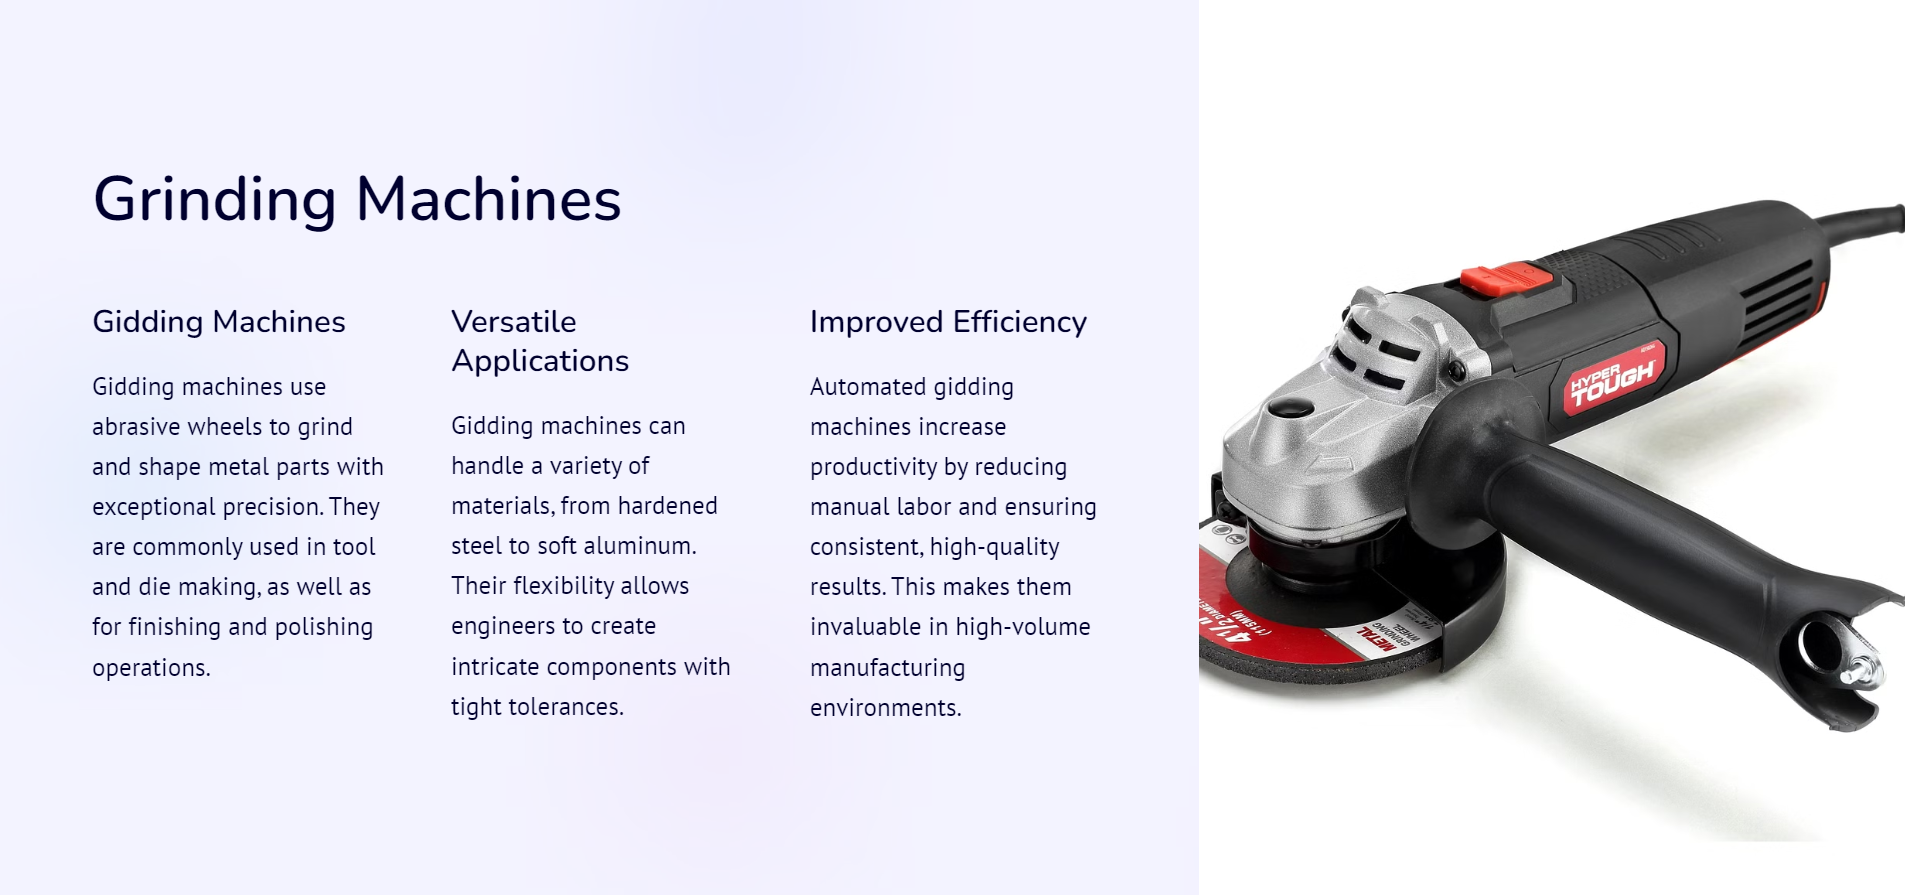 Grinding Machines
Gidding Machines
Gidding machines use
abrasive wheels to grind
and shape metal parts with
exceptional precision. They
are commonly used in tool
and die making, as well as
for finishing and polishing
operations.
Versatile
Applications
Gidding machines can
handle a variety of
materials, from hardened
steel to soft aluminum.
Their flexibility allows
engineers to create
intricate components with
tight tolerances.
Improved Efficiency
Automated gidding
machines increase
productivity by reducing
manual labor and ensuring
consistent, high-quality
results. This makes them
invaluable in high-volume
manufacturing
environments.
HYPER
TOUGH
METAL
GRINDING
WHEEL
4 1/2
(115MM)